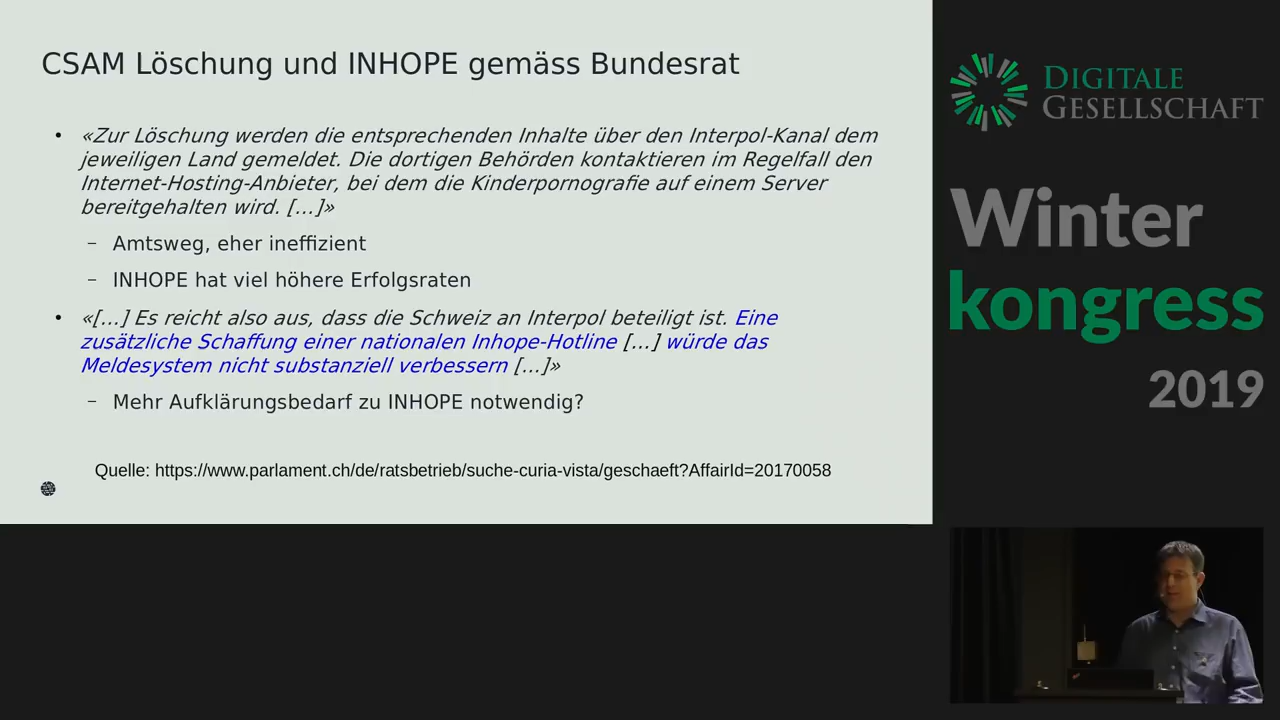 CSAM Löschung und INHOPE gemäss Bundesrat
• «Zur Löschung werden die entsprechenden Inhalte über den Interpol-Kanal dem
jeweiligen Land gemeldet. Die dortigen Behörden kontaktieren im Regelfall den
Internet-Hosting-Anbieter, bei dem die Kinderpornografie auf einem Server
bereitgehalten wird. [...]»
– Amtsweg, eher ineffizient
– INHOPE hat viel höhere Erfolgsraten
• «[...] Es reicht also aus, dass die Schweiz an Interpol beteiligt ist. Eine
zusätzliche Schaffung einer nationalen Inhope-Hotline [...] würde das
Meldesystem nicht substanziell verbessern [...]»
– Mehr Aufklärungsbedarf zu INHOPE notwendig?
Quelle: https://www.parlament.ch/de/ratsbetrieb/suche-curia-vista/geschaeft?AffairId=20170058
DIGITALE
GESELLSCHAFT
Winter
kongress
2019